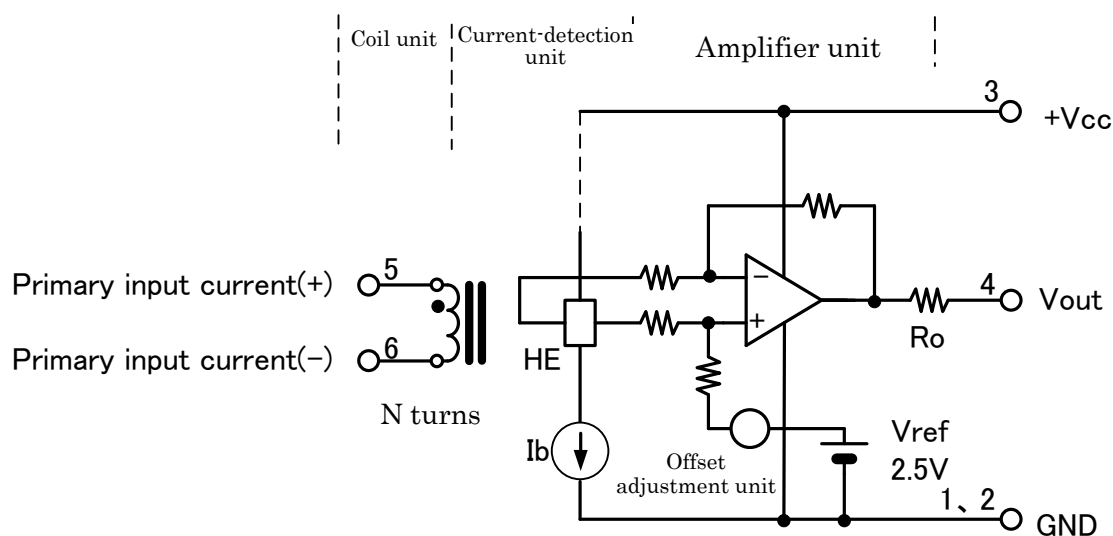 Coil unit
Current-detection
unit
Amplifier unit
3
+Vcc
Primary input current(+)
5
Primary input current(-)
6
N turns
HE
Ib
−
+
4
Vout
Ro
Offset
adjustment unit
Vref
2.5V
1、2
GND